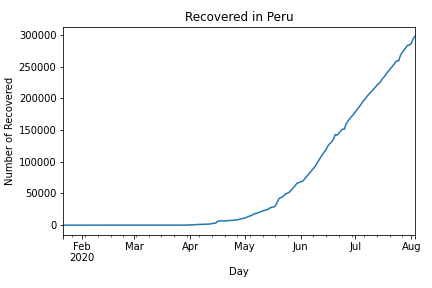 Recovered in Peru
300000
250000
200000
150000
100000
50000
0
Number of Recovered
Feb Mar Apr May Jun Jul Aug
2020
Day